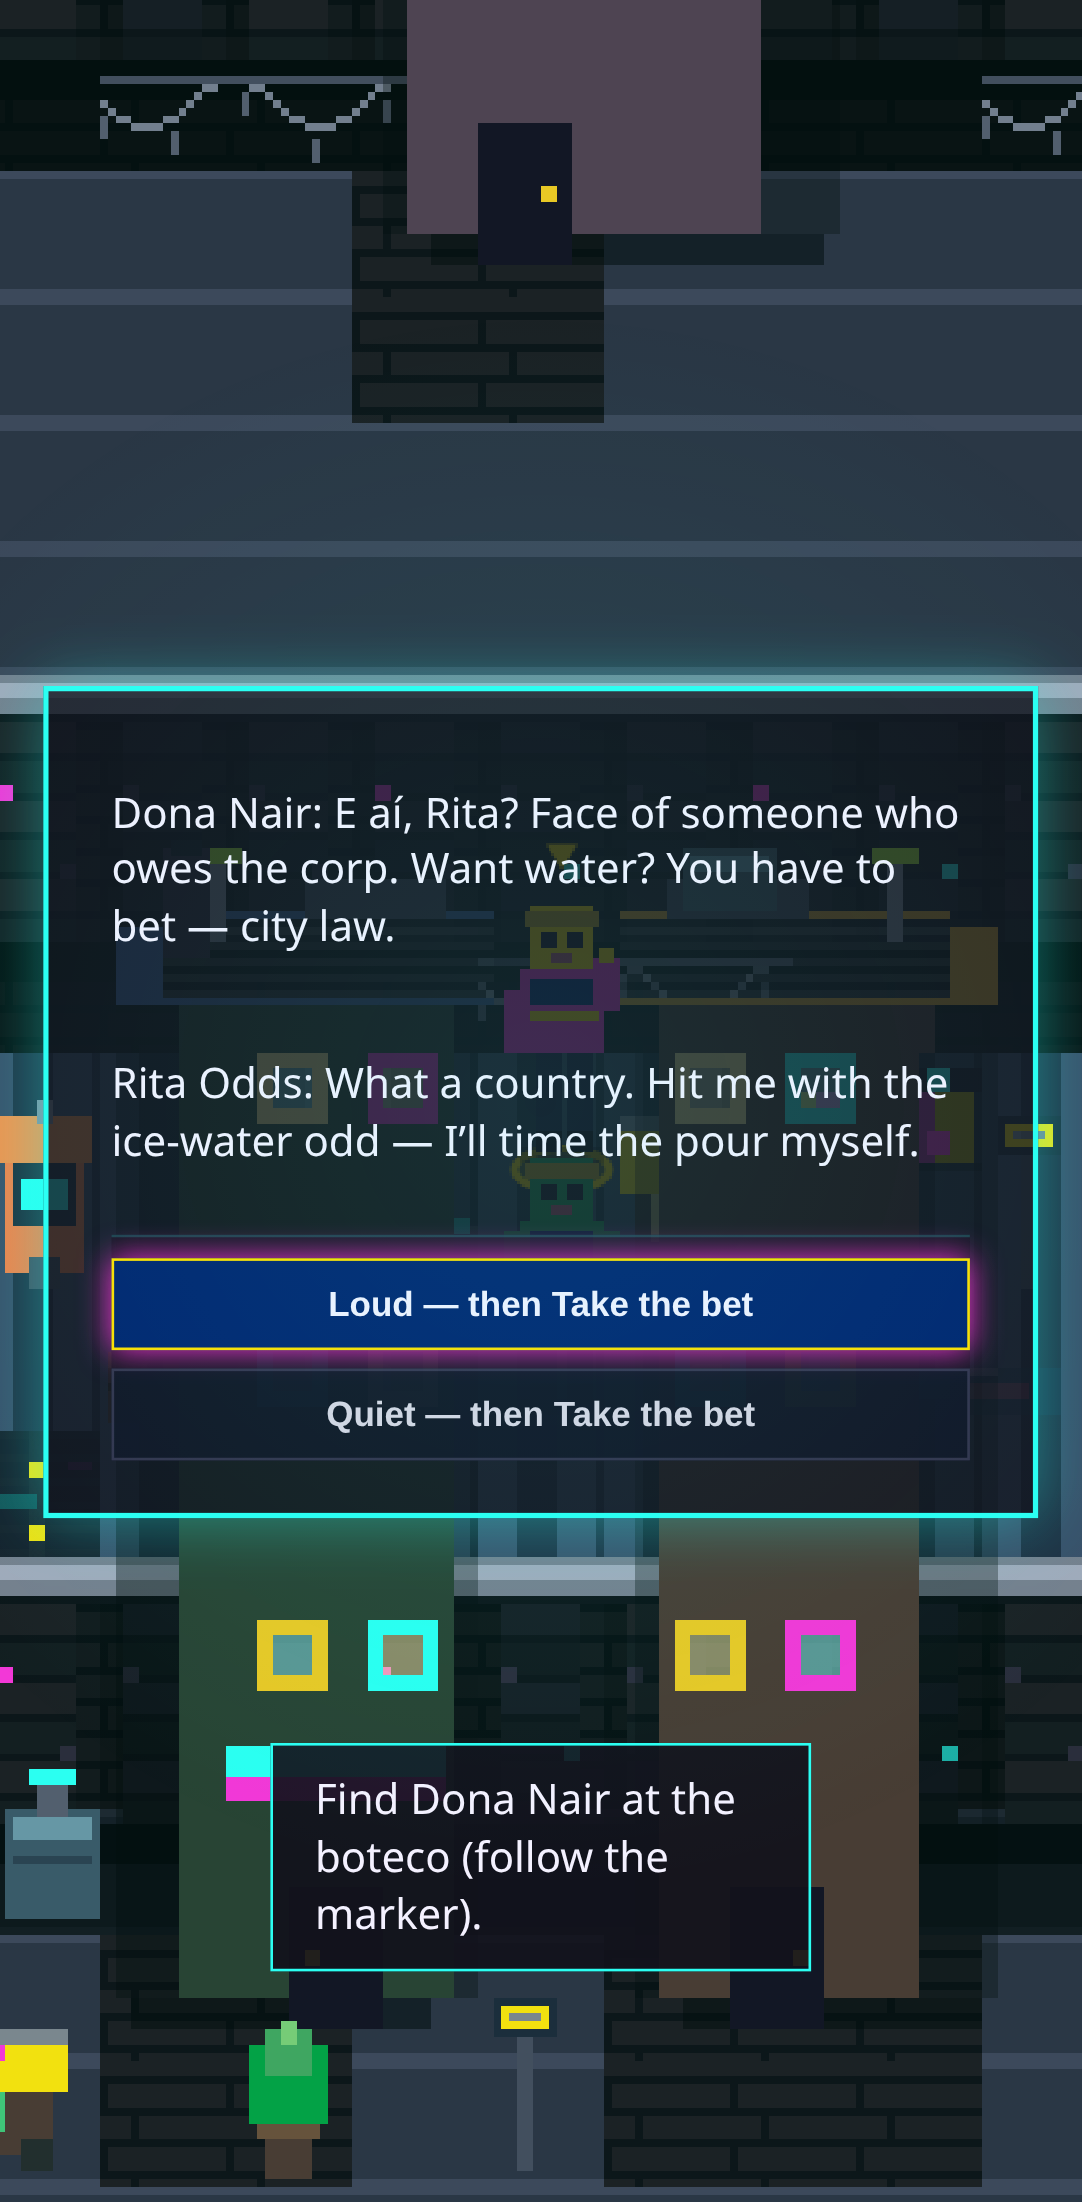 Dona Nair: E aí, Rita? Face of someone who
owes the corp. Want water? You have to
bet — city law.
Rita Odds: What a country. Hit me with the
ice-water odd — I’ll time the pour myself.
Loud — then Take the bet
Quiet — then Take the bet
Find Dona Nair at the
boteco (follow the
marker).